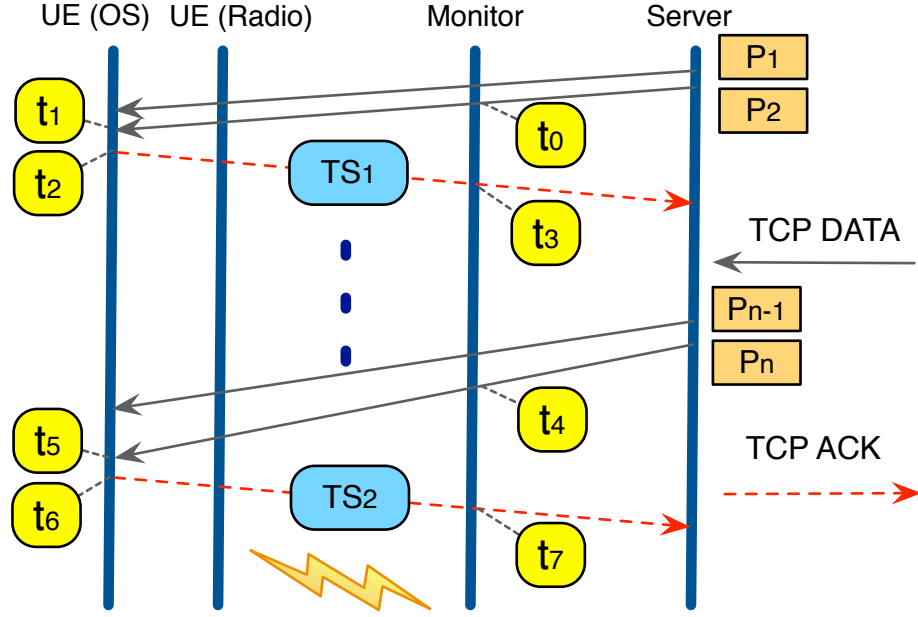 UE (OS) UE (Radio) Monitor Server
P1
t1
P2
t0
TS1
t2
t3
TCP DATA
Pn-1
Pn
t4
t5
TCP ACK
TS2
t6
t7